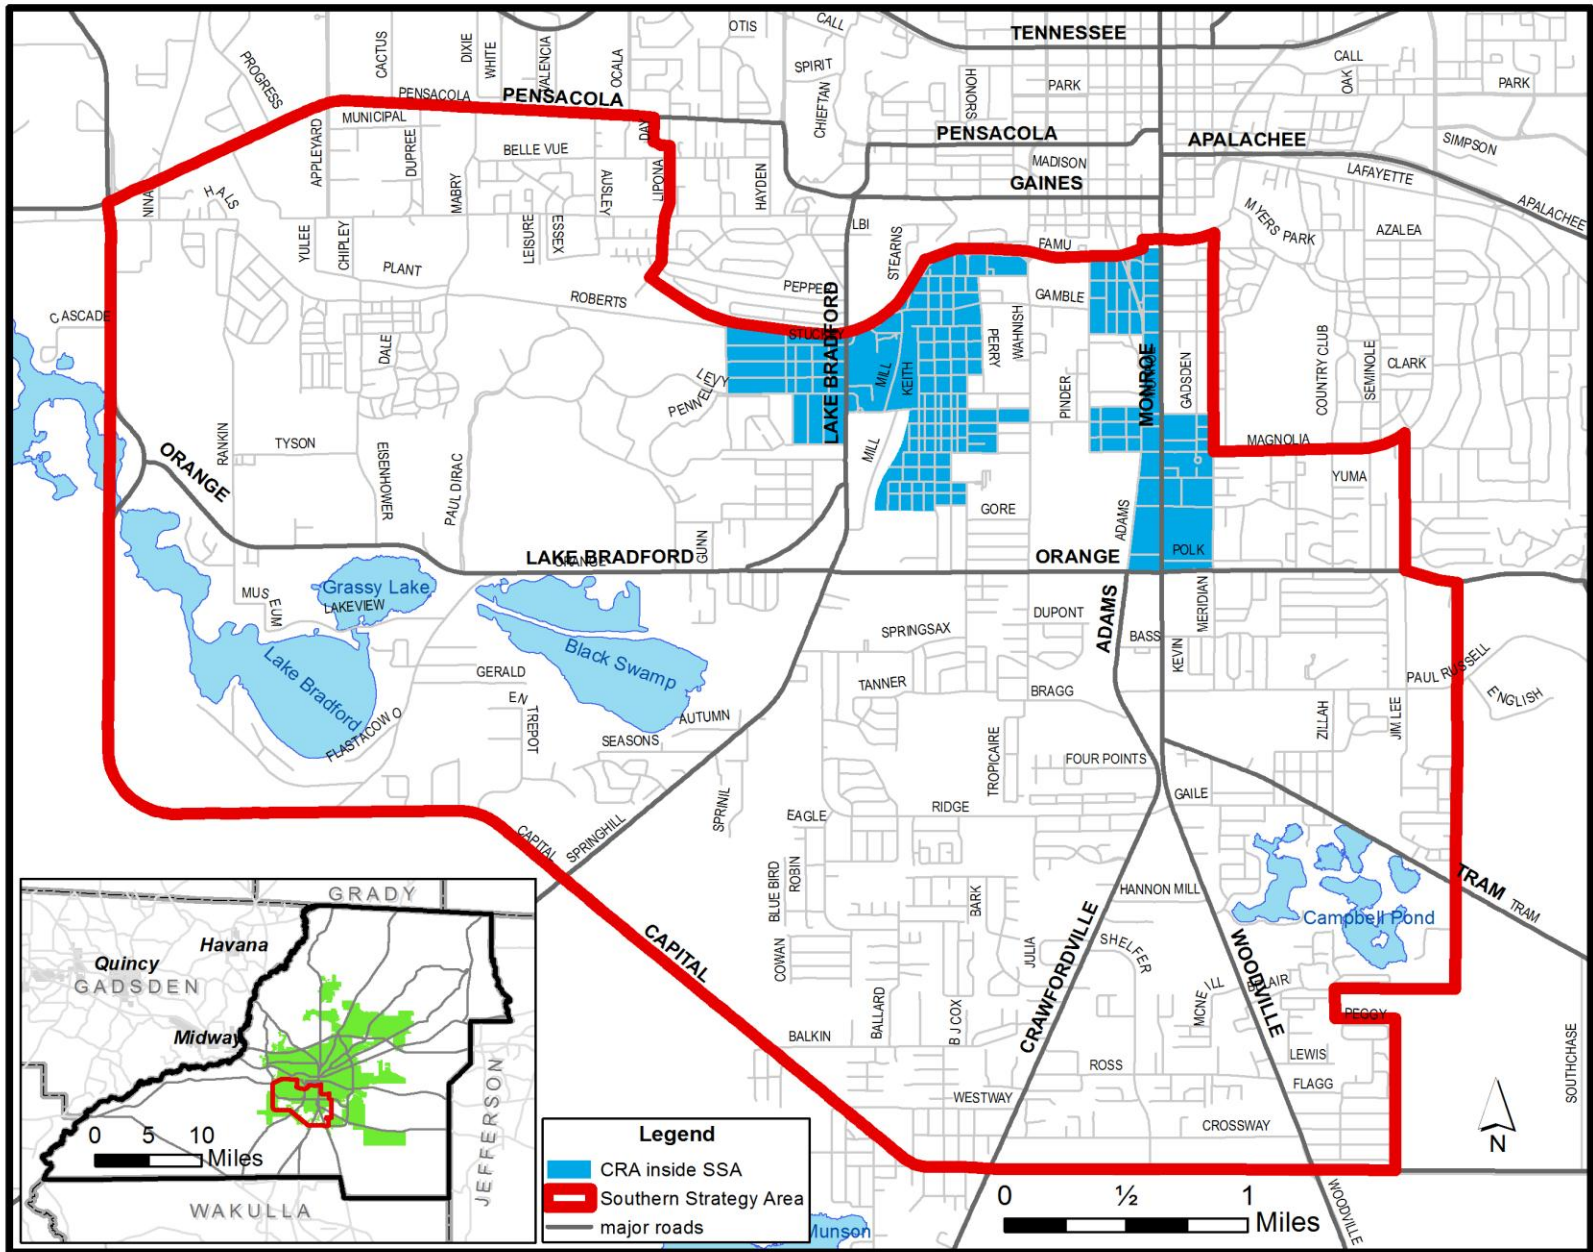 OTIS
CALL
TENNESSEE
CACTUS
DIXIE
WHITE
VALENCIA
OCALA
PROGRESS
SPIRIT
CHIEFTAN
HONORS
PARK
CALL
OAK
PARK
PENSACOLA
PENSACOLA
MUNICIPAL
DAY
PENSACOLA
APALACHEE
SIMPSON
APPLEYARD
DUPREE
BELLE VUE
MADISON
LAFAYETTE
NINA
HALS
MABRY
AUSLEY
LIPONA
HAYDEN
GAINES
APALACHEE
YULEE
CHIPLEY
LEISURE
ESSEX
LBI
STEARNS
FAMU
MYERS PARK
AZALEA
PLANT
ROBERTS
PEPPER
GAMBLE
CASCADE
STUCKEY
LAKE BRADFORD
PERRY
WAHNISH
MONROE
GADSDEN
COUNTRY CLUB
SEMINOLE
CLARK
DALE
LEVY
PENNELL
MILL
KEITH
PINDER
ORANGE
RANKIN
TYSON
EISENHOWER
PAUL DIRAC
MILL
MAGNOLIA
YUMA
GUNN
GORE
ADAMS
LAKE BRADFORD
ORANGE
ORANGE
POLK
MUSEUM
Grassy Lake
LAKEVIEW
Lake Bradford
Black Swamp
SPRINGSAX
DUPONT
ADAMS
BASS
MERIDIAN
KEVIN
GERALD
TANNER
BRAGG
PAUL RUSSELL
ENGLISH
FLASTACOWO
TREPOT
AUTUMN
SEASONS
ZILLAH
JIM LEE
SPRINIL
TROPICAIRE
FOUR POINTS
GAILE
EAGLE
RIDGE
CAPITAL
SPRINGHILL
BLUE BIRD
ROBIN
BARK
HANNON MILL
TRAM
TRAM
Campbell Pond
CAPITAL
COWAN
JULIA
SHELFER
CRAWFORDVILLE
WOODVILLE
BALLARD
B J COX
BALKIN
MCNEILL
BLAIR
PEGGY
LEWIS
ROSS
FLAGG
SOUTHCHASE
WESTWAY
CROSSWAY
N
WOODVILLE
Munson
GRADY
Havana
Quincy
GADSDEN
Midway
JEFFERSON
WAKULLA
0 5 10
Miles
Legend
CRA inside SSA
Southern Strategy Area
major roads
0 ½ 1
Miles